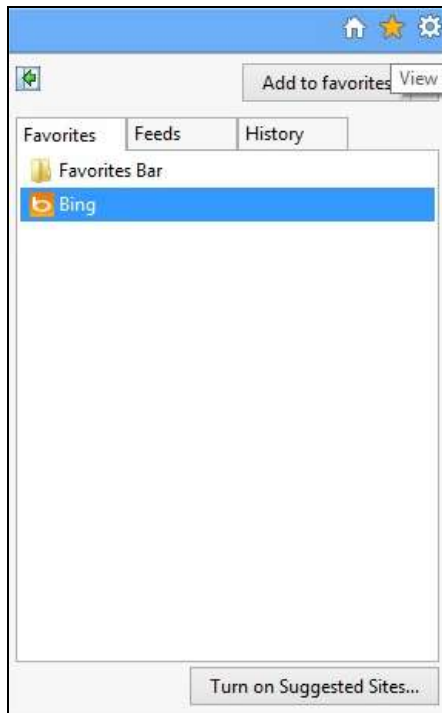 Add to favorites
View
Favorites
Feeds
History
Favorites Bar
Bing
Turn on Suggested Sites...